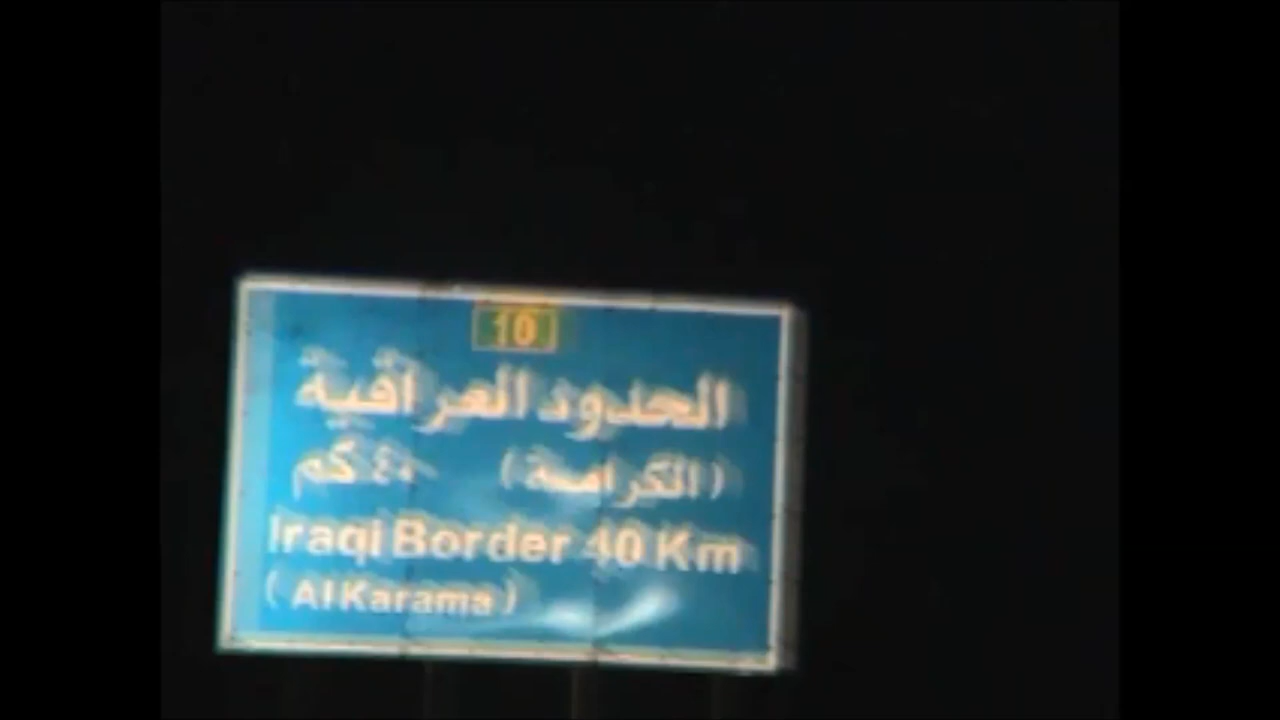 10
الحدود العراقية
(الكرامة) ٤٠ كم
Iraqi Border 40 Km
( Al Karama )